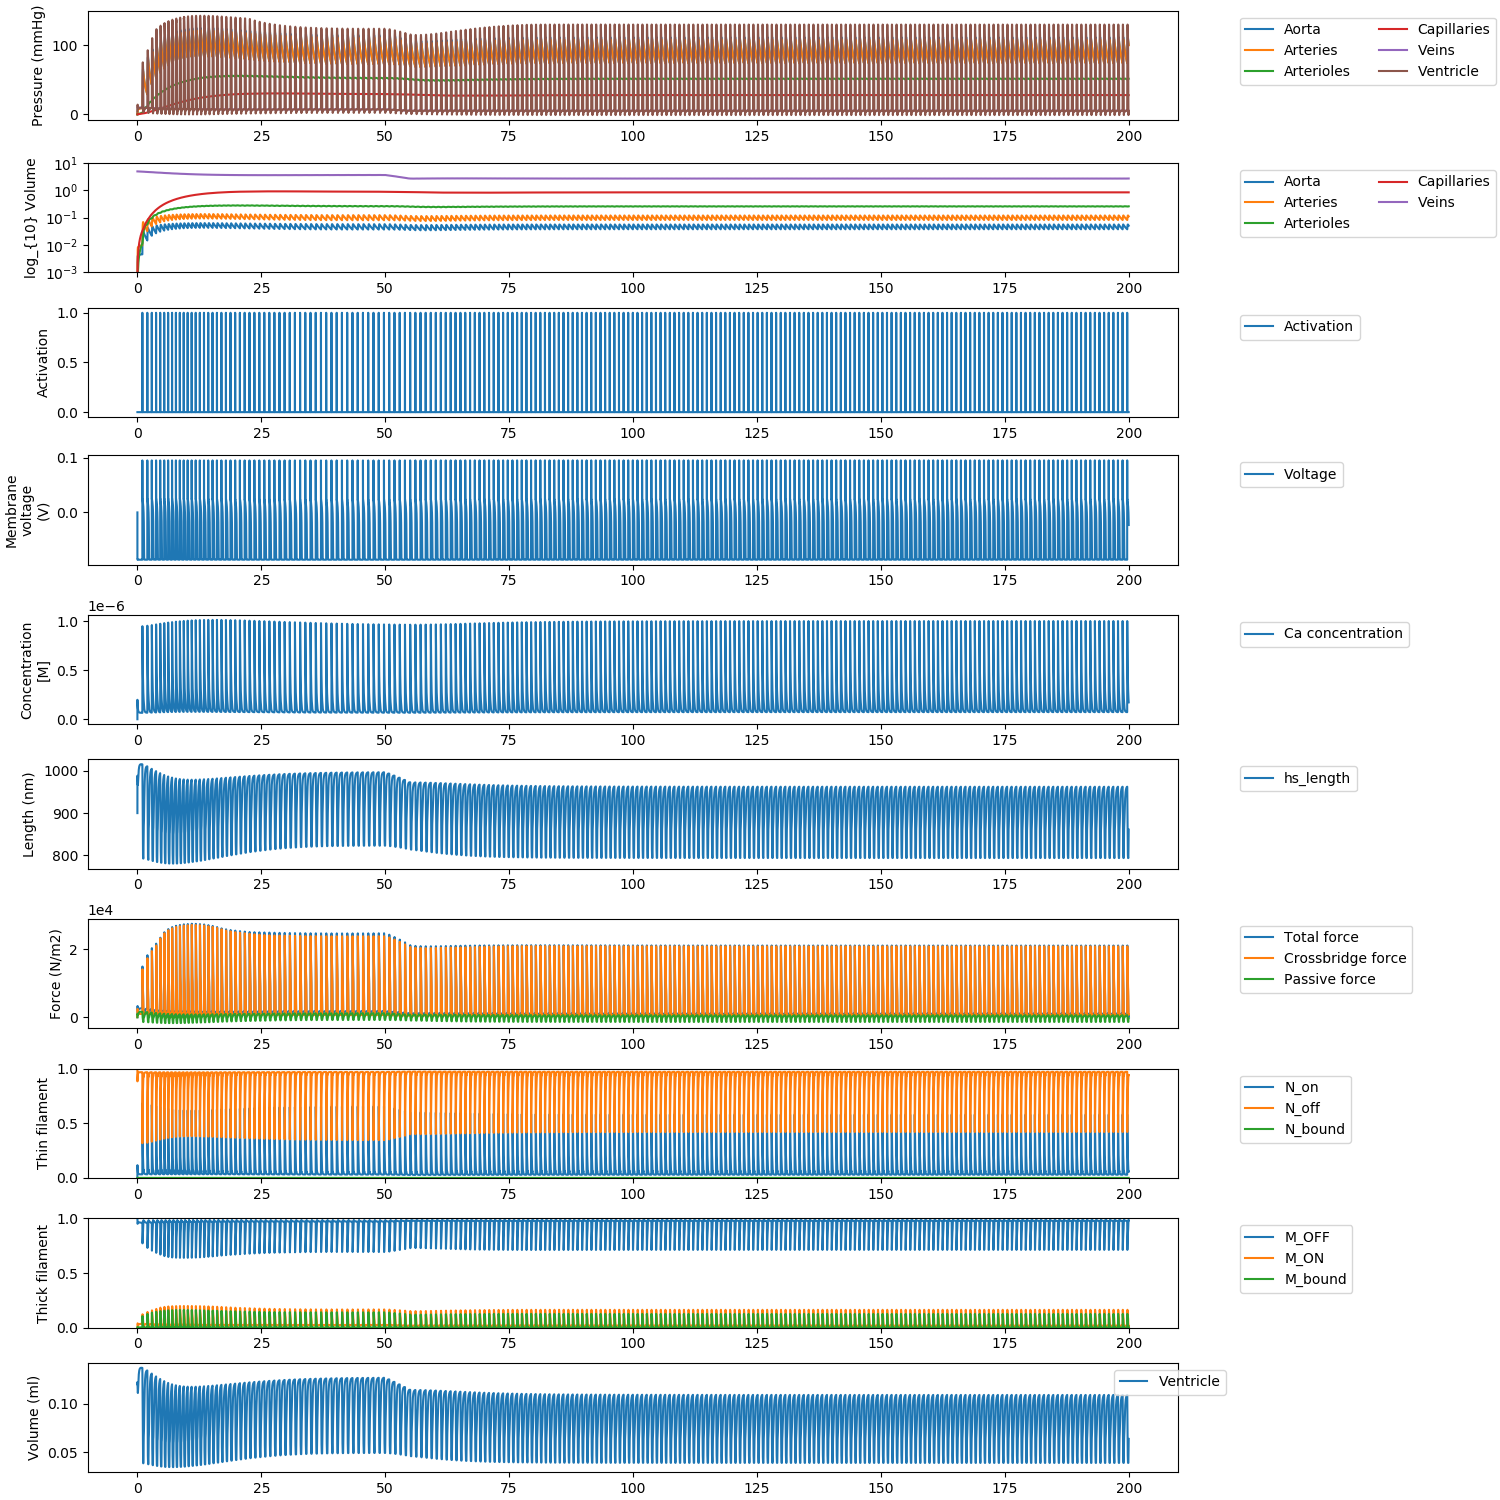 Pressure (mmHg)
100
0
0 25 50 75 100 125 150 175 200
Aorta Capillaries
Arteries Veins
Arterioles Ventricle
log_{10} Volume
10^1
10^0
10^−1
10^−2
10^−3
0 25 50 75 100 125 150 175 200
Aorta Capillaries
Arteries Veins
Arterioles
Activation
1.0
0.5
0.0
0 25 50 75 100 125 150 175 200
Activation
Membrane
voltage
(V)
0.1
0.0
0 25 50 75 100 125 150 175 200
Voltage
1e−6
Concentration
[M]
1.0
0.5
0.0
0 25 50 75 100 125 150 175 200
Ca concentration
Length (nm)
1000
900
800
0 25 50 75 100 125 150 175 200
hs_length
1e4
Force (N/m2)
2
0
0 25 50 75 100 125 150 175 200
Total force
Crossbridge force
Passive force
Thin filament
1.0
0.5
0.0
0 25 50 75 100 125 150 175 200
N_on
N_off
N_bound
Thick filament
1.0
0.5
0.0
0 25 50 75 100 125 150 175 200
M_OFF
M_ON
M_bound
Volume (ml)
0.10
0.05
0 25 50 75 100 125 150 175 200
Ventricle